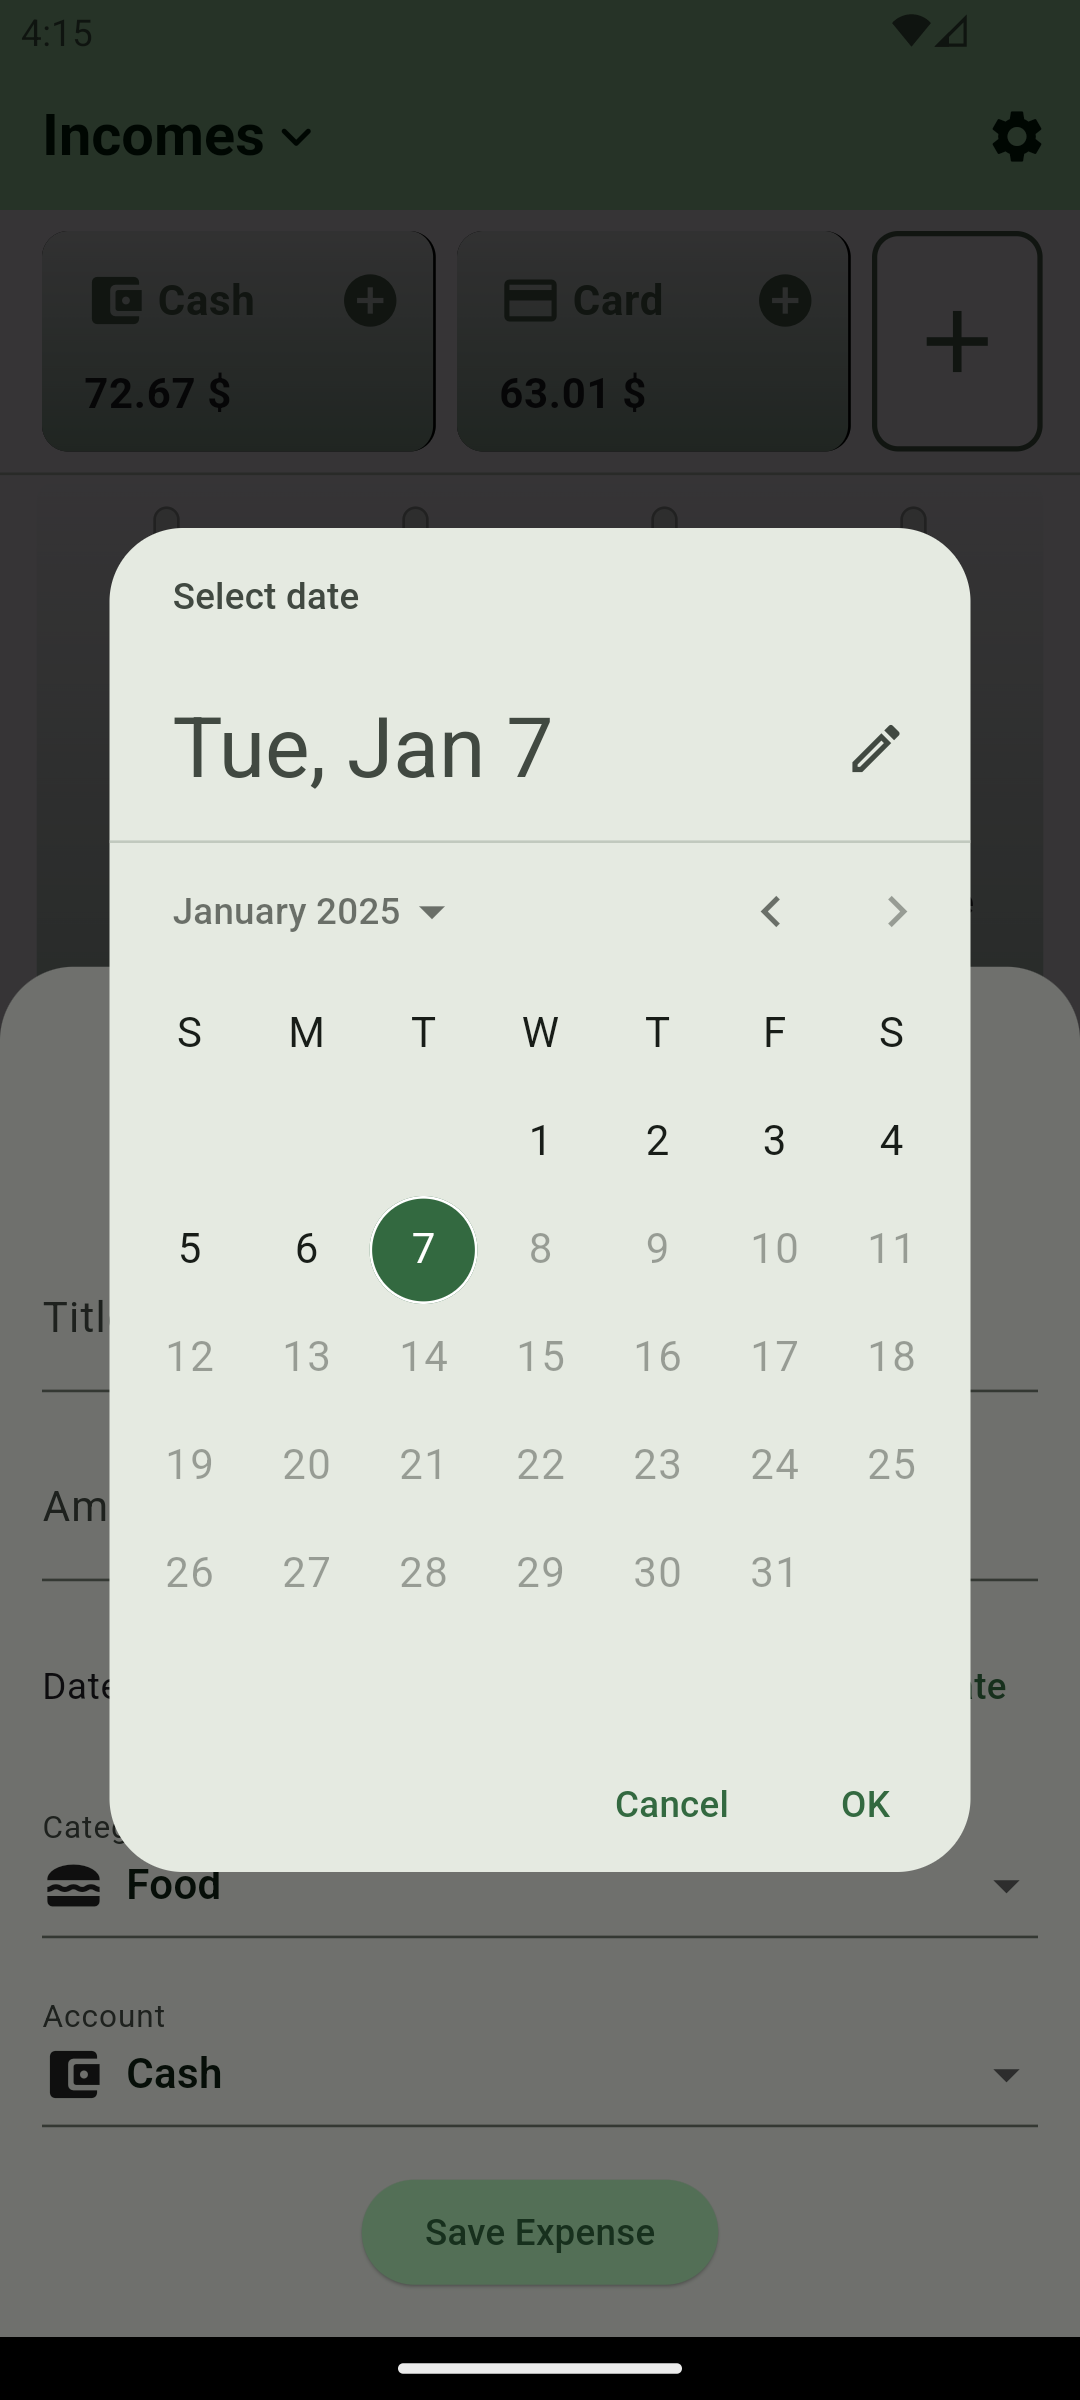 4:15
Incomes
Cash
Card
72.67 $
63.01 $
Select date
Tue, Jan 7
January 2025
S M T W T F S
1 2 3 4
5 6 7 8 9 10 11
12 13 14 15 16 17 18
19 20 21 22 23 24 25
26 27 28 29 30 31
Cancel OK
Food
Account
Cash
Save Expense